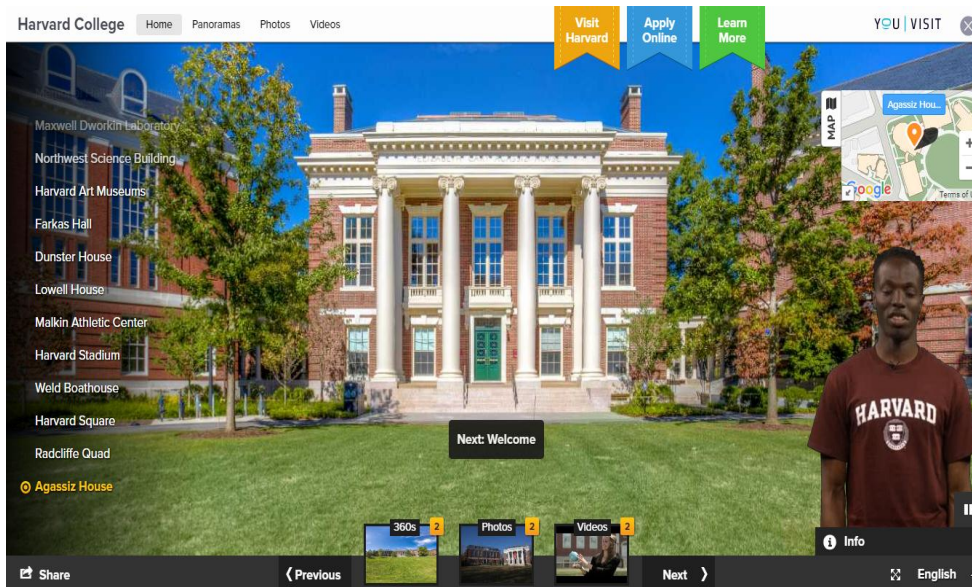 Harvard College
Home
Panoramas
Photos
Videos
Visit
Harvard
Apply
Online
Learn
More
YOU | VISIT
Maxwell Dworkin Laboratory
Northwest Science Building
Harvard Art Museums
Farkas Hall
Dunster House
Lowell House
Malkin Athletic Center
Harvard Stadium
Weld Boathouse
Harvard Square
Radcliffe Quad
Agassiz House
MAP
Agassiz Hou...
+
−
Google
Terms of
HARVARD
Next: Welcome
360s
2
Photos
2
Videos
2
Info
Share
Previous
Next
English